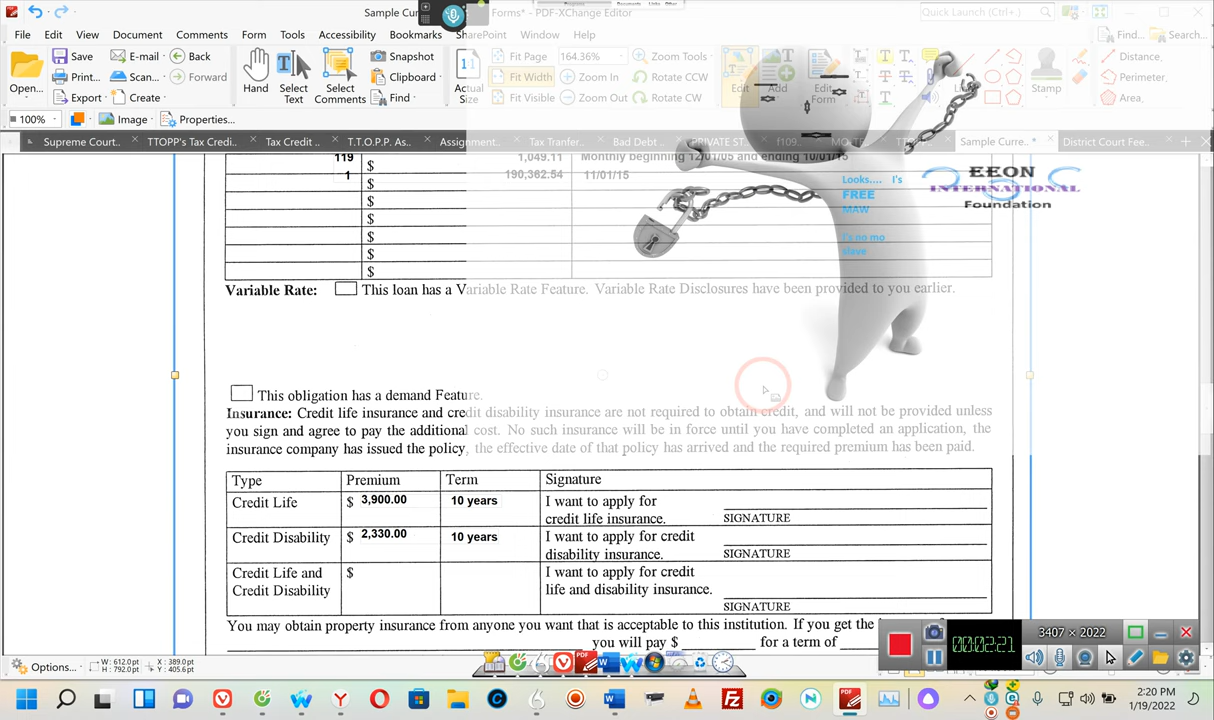 Sample Cur
Forms* - PDF-XChange Editor
Quick Launch (Ctrl+.)
File Edit View Document Comments Form Tools Accessibility Bookmarks SharePoint Window Help
Save E-mail Back Snapshot Fit Page 164.36% Zoom Tools Distance, Find... Search...
Open... Print... Scan... Forward Hand Select Text Select Comments Clipboard Actual Size Fit Width Zoom In Rotate CCW Edit Add Edit Form Stamp Perimeter,
Export Create Find Fit Visible Zoom Out Rotate CW Area,
100% Image Properties...
Supreme Court.. TTOPP's Tax Credi.. Tax Credit .. T.T.O.P.P. As.. Assignment.. Tax Tranfer.. Bad Debt PRIVATE ST f109 Sample Curre..* District Court Fee..
119 $ 1,049.11 Monthly beginning 12/01/05 and ending 10/01/15
1 $ 190,362.54 11/01/15
$
$
$
$
$
Looks.... I's
FREE
MAW
I's no mo
slave
EEON
INTERNATIONAL
Foundation
Variable Rate: This loan has a Variable Rate Feature. Variable Rate Disclosures have been provided to you earlier.
This obligation has a demand Feature.
Insurance: Credit life insurance and credit disability insurance are not required to obtain credit, and will not be provided unless
you sign and agree to pay the additional cost. No such insurance will be in force until you have completed an application, the
insurance company has issued the policy, the effective date of that policy has arrived and the required premium has been paid.
Type Premium Term Signature
Credit Life $ 3,900.00 10 years I want to apply for
credit life insurance. SIGNATURE
Credit Disability $ 2,330.00 10 years I want to apply for credit
disability insurance. SIGNATURE
Credit Life and $ I want to apply for credit
Credit Disability life and disability insurance.
SIGNATURE
You may obtain property insurance from anyone you want that is acceptable to this institution. If you get the
you will pay $ for a term of
3407 × 2022
00:02:21
Options... W: 612.0pt X: 389.0pt
H: 792.0pt Y: 405.6pt
2:20 PM
1/19/2022